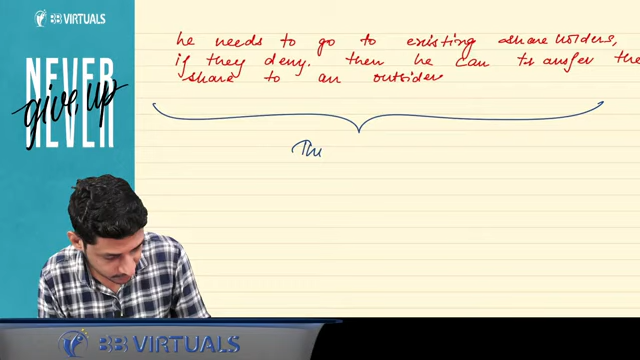 BB VIRTUALS
he needs to go to existing shareholders,
if they deny. then he can transfer the
share to an outsider
NEVER
give up
NEVER
Thi
BB VIRTUALS